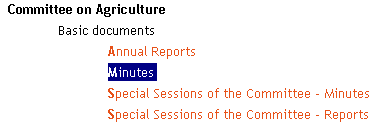 Committee on Agriculture
Basic documents
Annual Reports
Minutes
Special Sessions of the Committee - Minutes
Special Sessions of the Committee - Reports